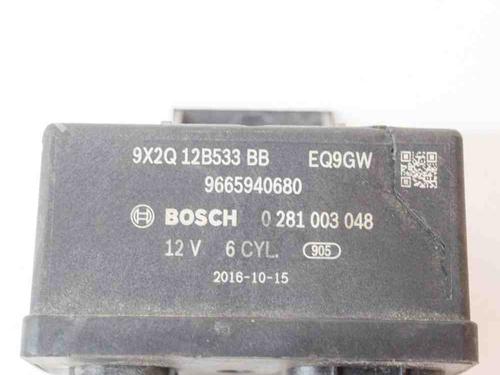 9X2Q 12B533 BB EQ9GW
9665940680
BOSCH 0 281 003 048
12 V 6 CYL. 905
2016-10-15